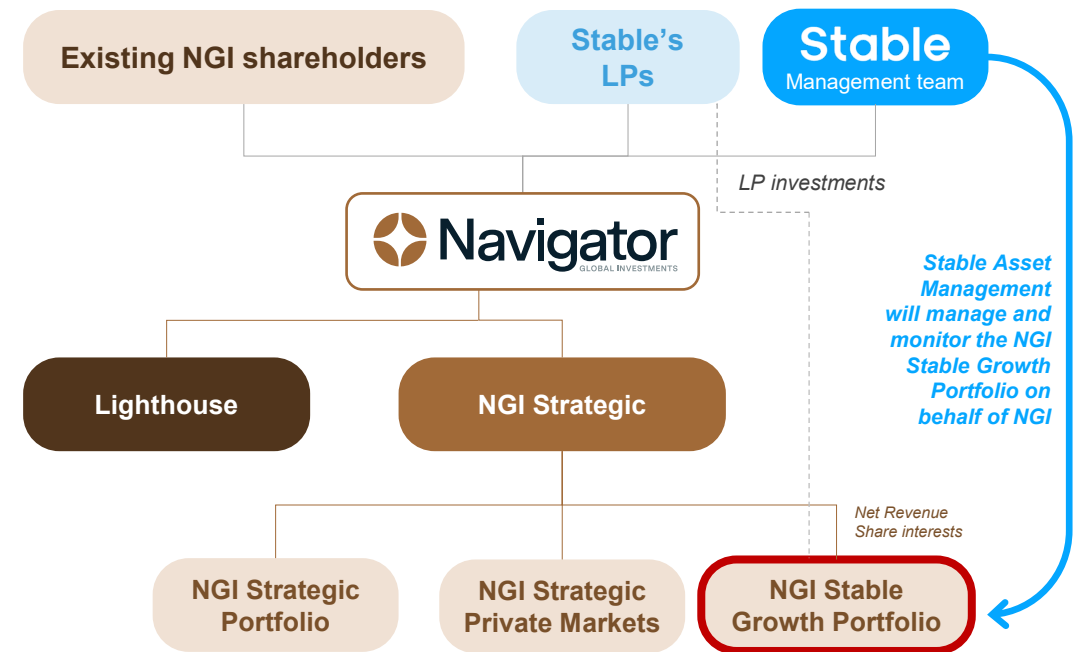 Existing NGI shareholders
Stable's
LPs
Stable
Management team
LP investments
Navigator
GLOBAL INVESTMENTS
Stable Asset
Management
will manage and
monitor the NGI
Stable Growth
Portfolio on
behalf of NGI
Lighthouse
NGI Strategic
Net Revenue
Share interests
NGI Strategic
Portfolio
NGI Strategic
Private Markets
NGI Stable
Growth Portfolio